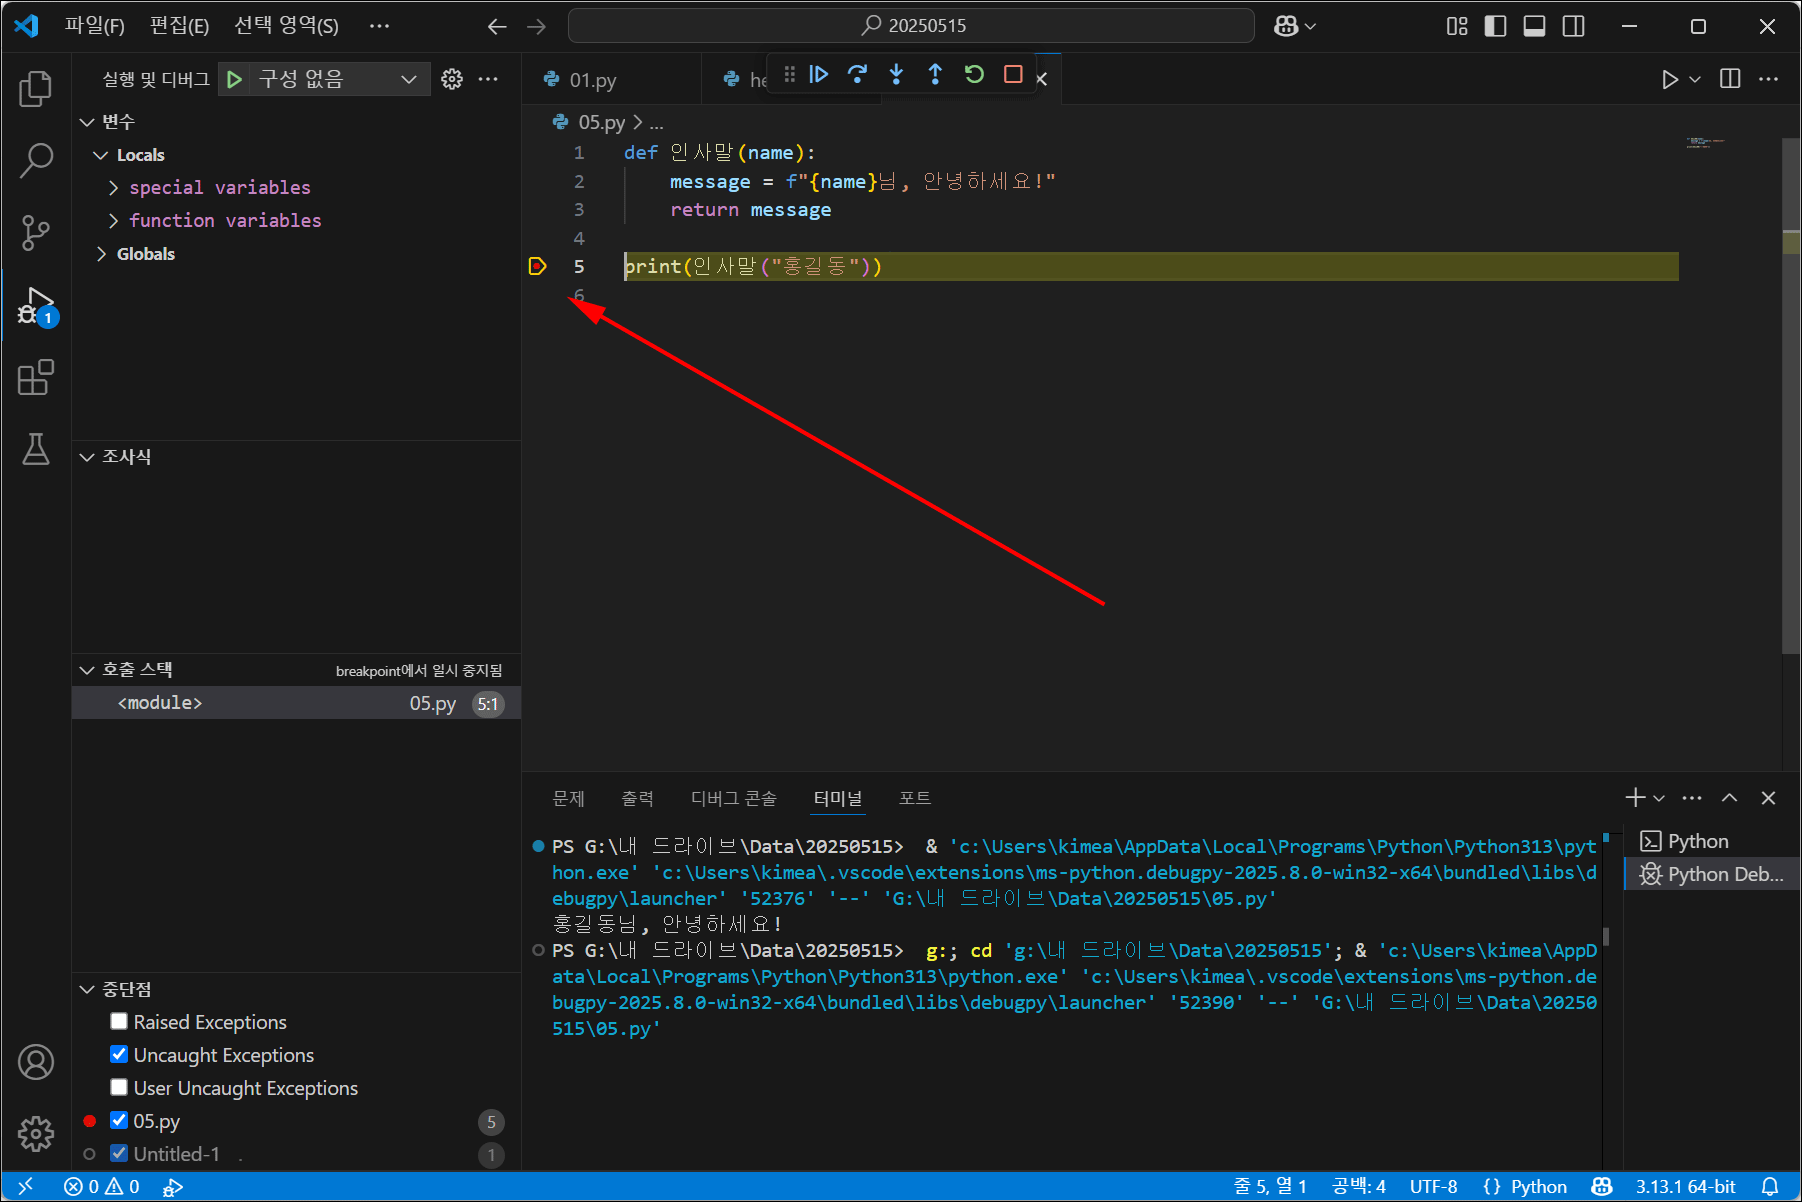 파일(F) 편집(E) 선택 영역(S) ··· 20250515
실행 및 디버그 구성 없음 ···
01.py he
변수
Locals
special variables
function variables
Globals
조사식
호출 스택 breakpoint에서 일시 중지됨
<module> 05.py 5:1
중단점
Raised Exceptions
Uncaught Exceptions
User Uncaught Exceptions
05.py 5
Untitled-1 . 1
05.py > ...
1 def 인사말(name):
2 message = f"{name}님, 안녕하세요!"
3 return message
4
5 print(인사말("홍길동"))
6
문제 출력 디버그 콘솔 터미널 포트
PS G:\내 드라이브\Data\20250515> & 'c:\Users\kimea\AppData\Local\Programs\Python\Python313\pyt
hon.exe' 'c:\Users\kimea\.vscode\extensions\ms-python.debugpy-2025.8.0-win32-x64\bundled\libs\d
ebugpy\launcher' '52376' '--' 'G:\내 드라이브\Data\20250515\05.py'
홍길동님, 안녕하세요!
PS G:\내 드라이브\Data\20250515> g:; cd 'g:\내 드라이브\Data\20250515'; & 'c:\Users\kimea\AppD
ata\Local\Programs\Python\Python313\python.exe' 'c:\Users\kimea\.vscode\extensions\ms-python.de
bugpy-2025.8.0-win32-x64\bundled\libs\debugpy\launcher' '52390' '--' 'G:\내 드라이브\Data\20250
515\05.py'
Python
Python Deb...
1
0 0 줄 5, 열 1 공백: 4 UTF-8 {} Python 3.13.1 64-bit